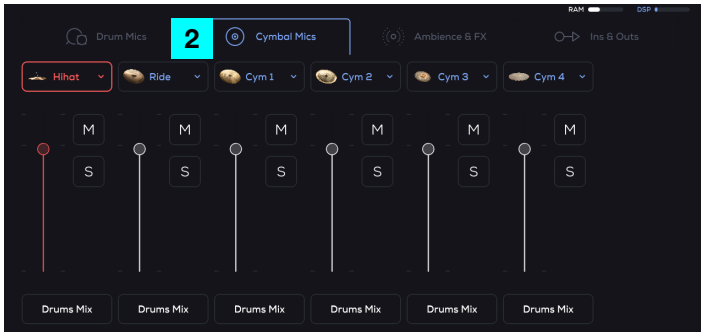 RAM DSP
Drum Mics 2 Cymbal Mics Ambience & FX Ins & Outs
Hihat Ride Cym 1 Cym 2 Cym 3 Cym 4
M M M M M M
S S S S S S
Drums Mix Drums Mix Drums Mix Drums Mix Drums Mix Drums Mix